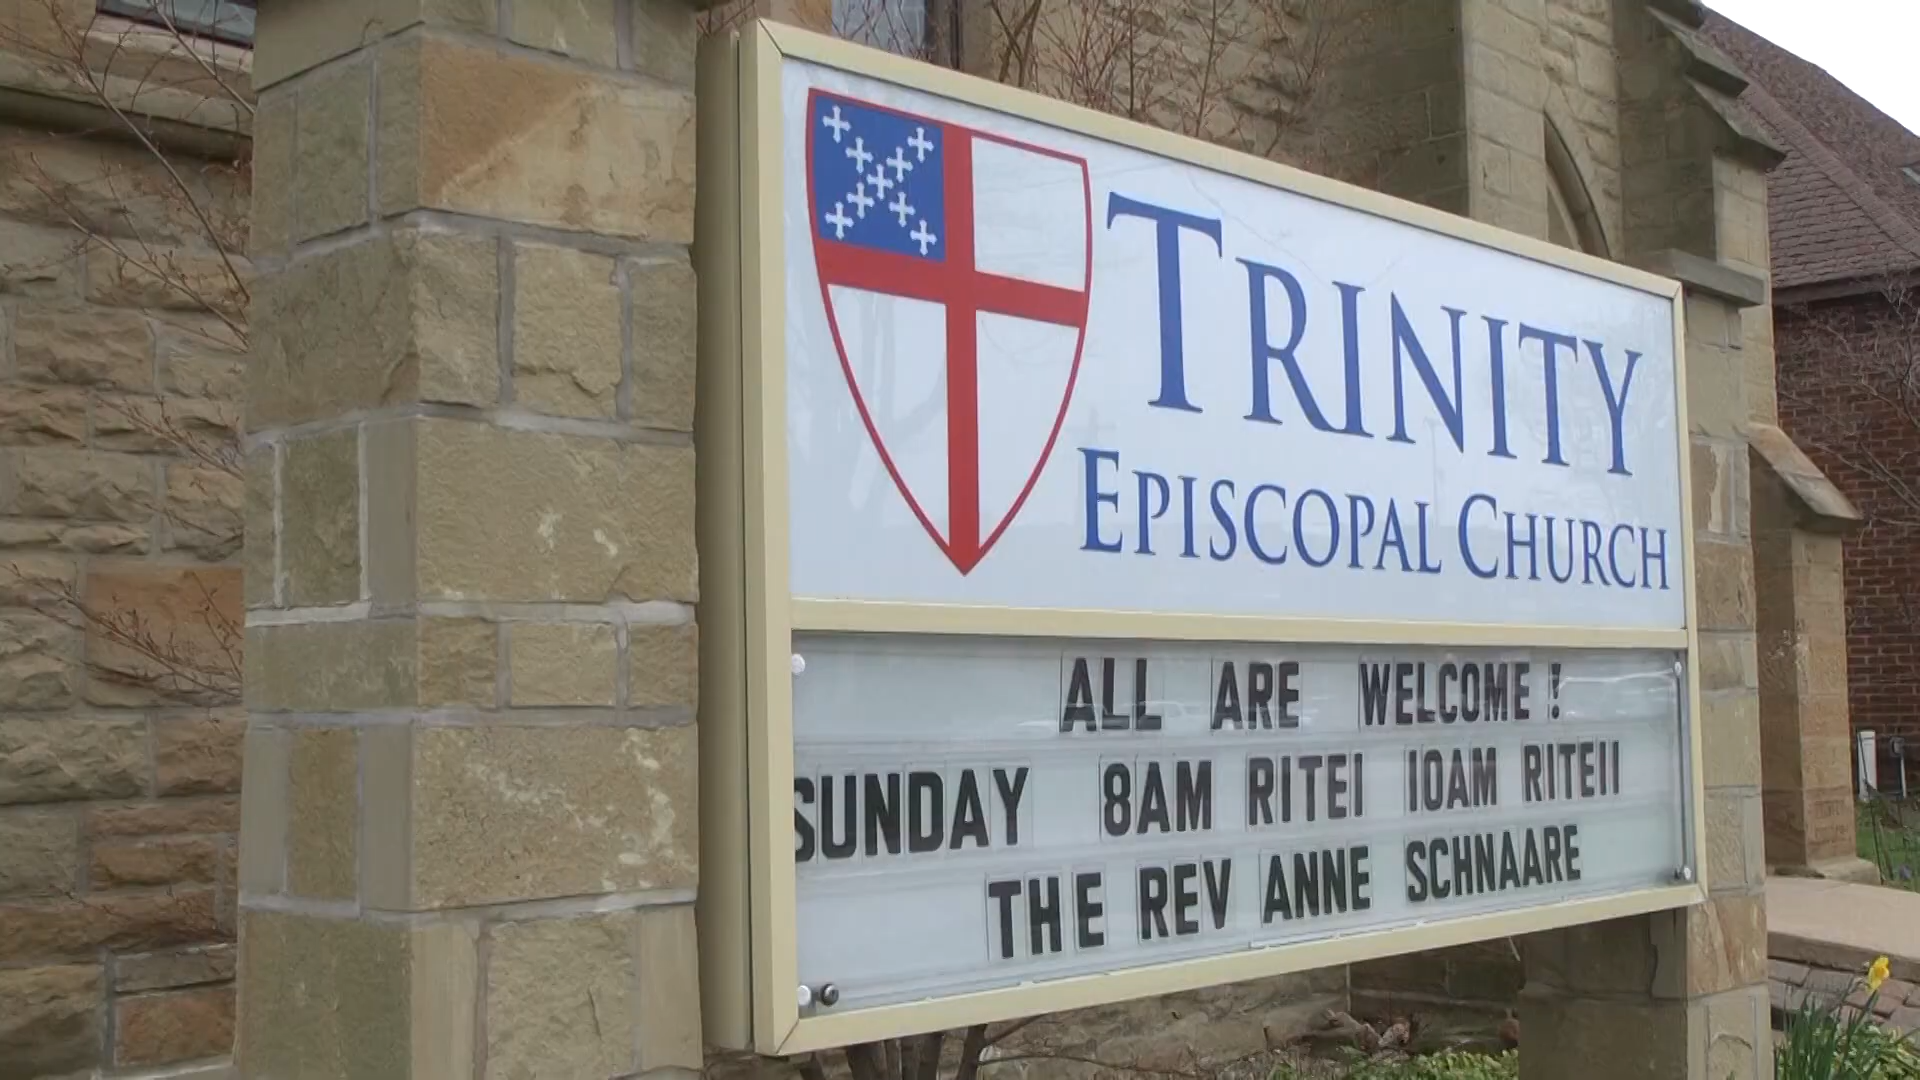 TRINITY
EPISCOPAL CHURCH
ALL ARE WELCOME !
SUNDAY 8AM RITEI 10AM RITEII
THE REV ANNE SCHNAARE